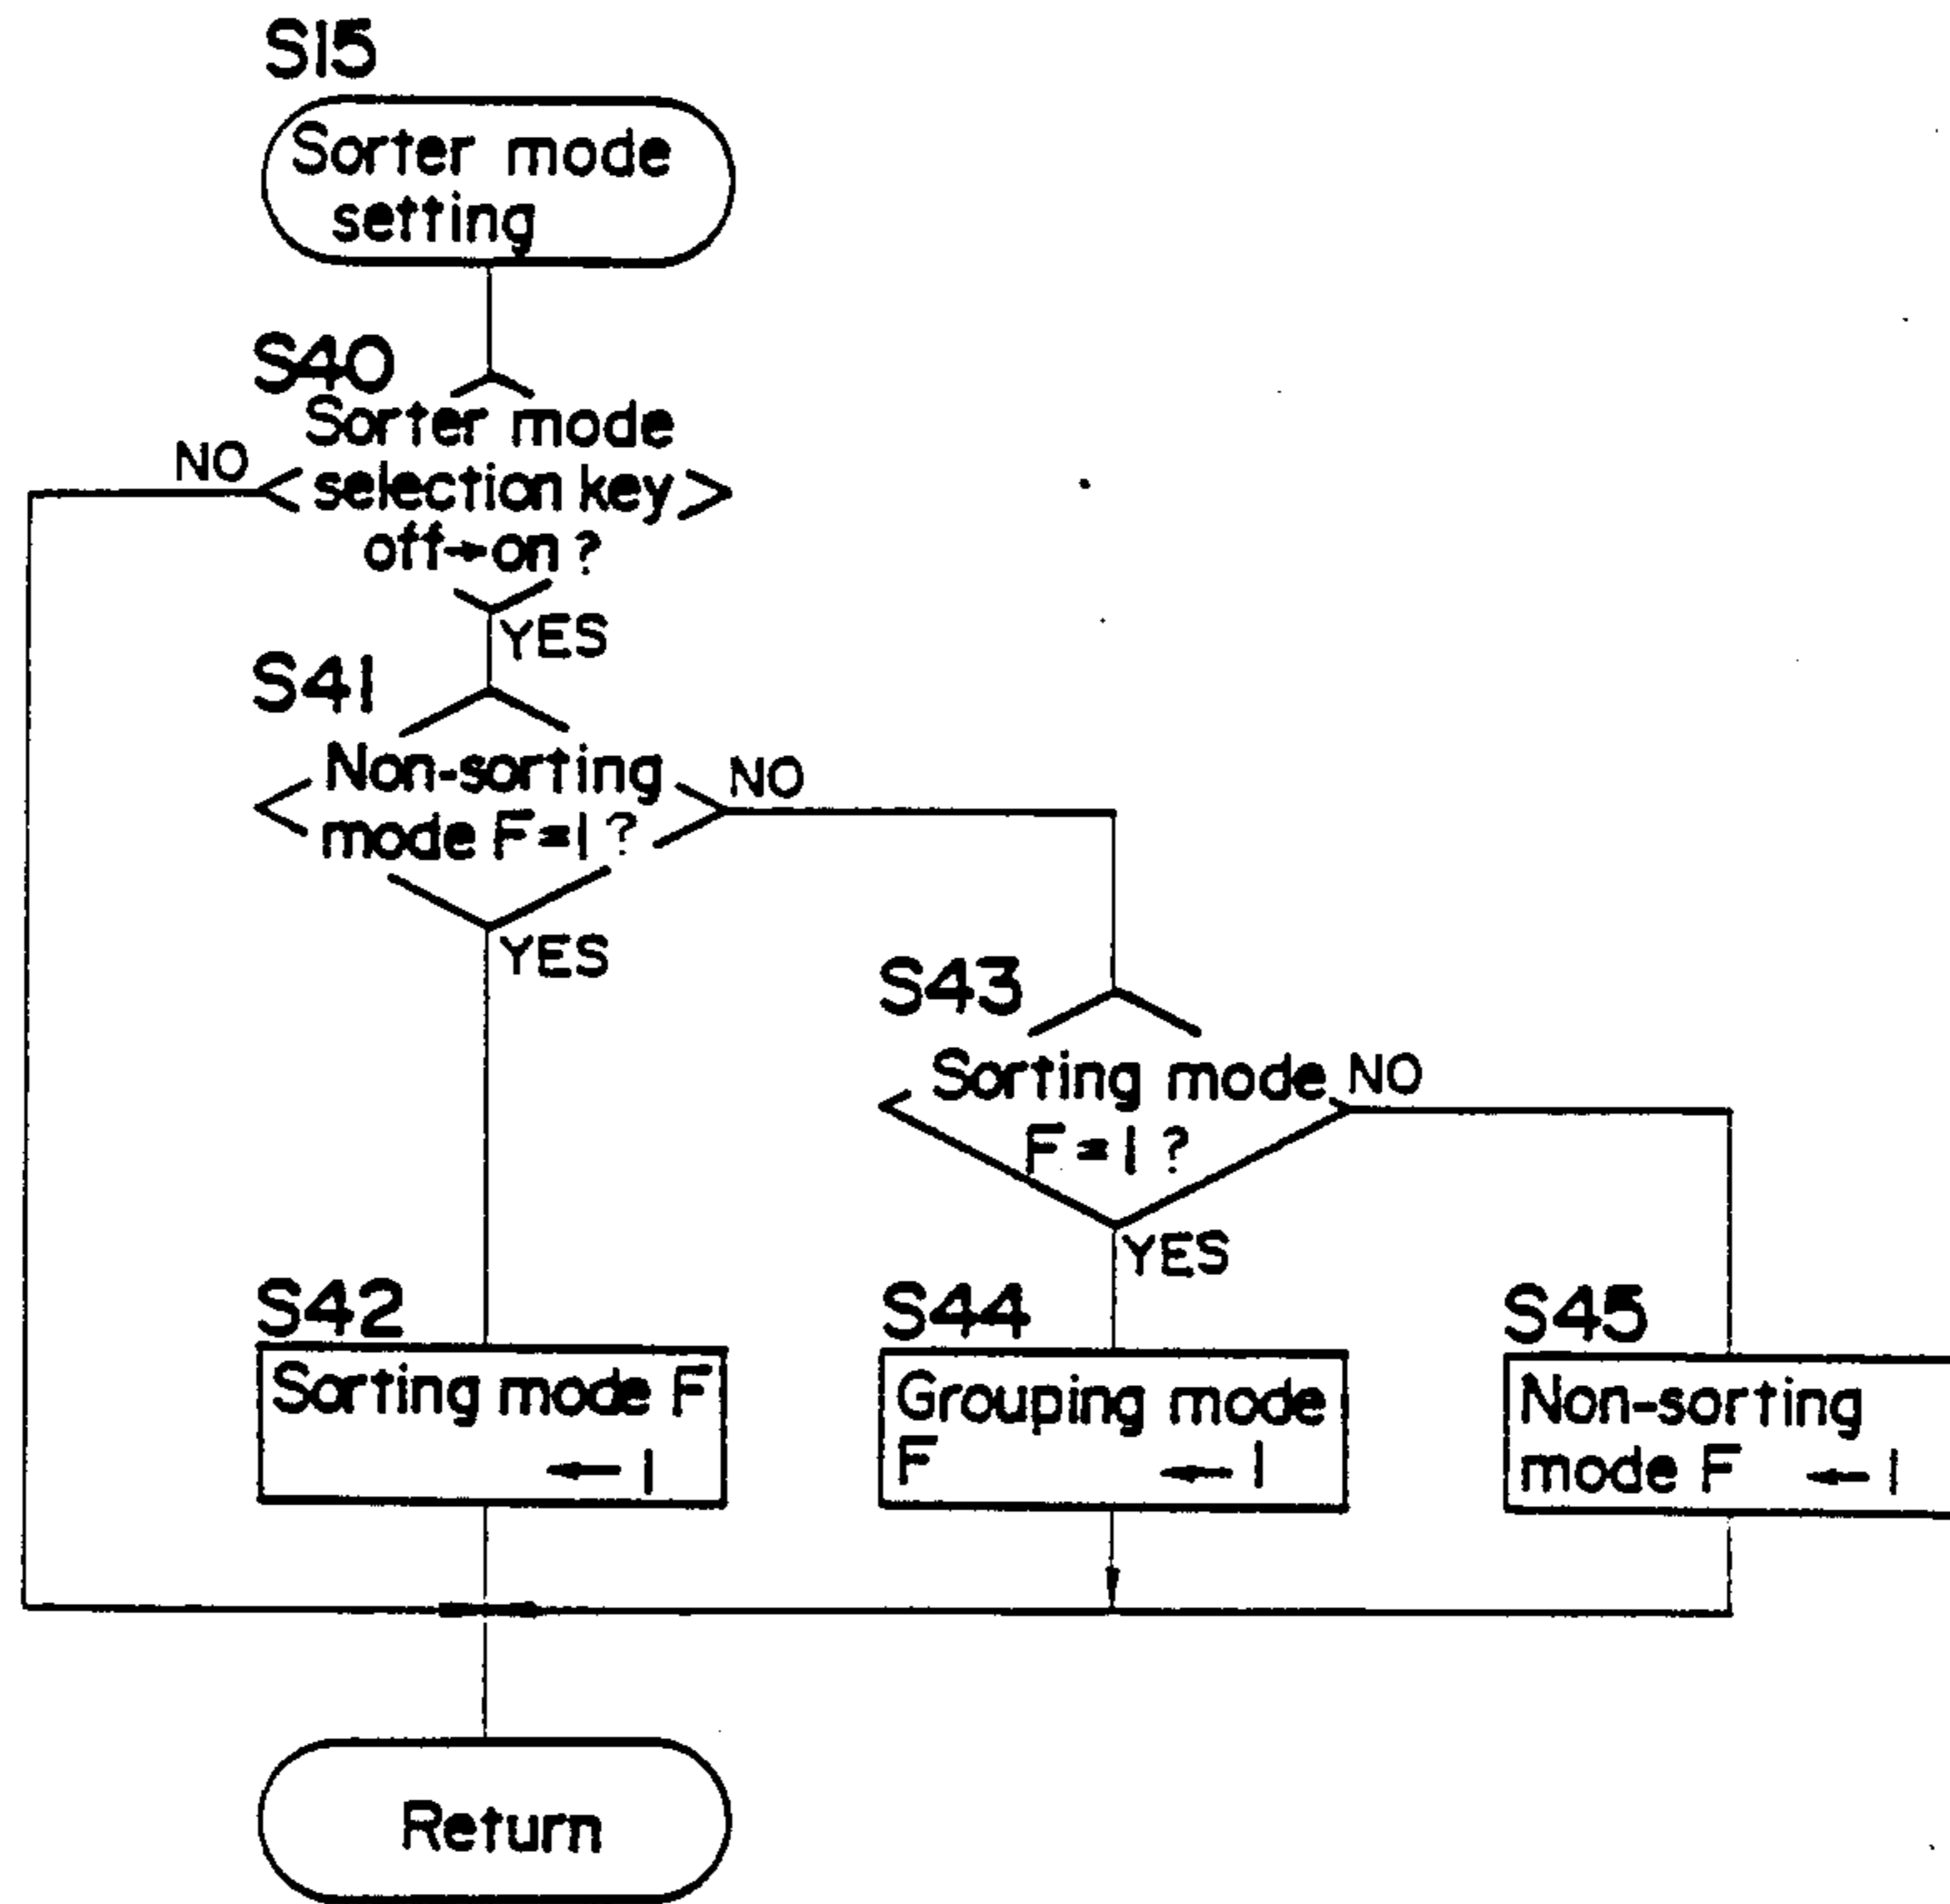 S15
Sorter mode
setting
S40
Sorter mode
NO
selection key
off→on ?
YES
S41
Non-sorting
NO
mode F=1 ?
YES
S43
Sorting mode
NO
F=1 ?
YES
S42
S44
S45
Sorting mode F
←1
Grouping mode
F ←1
Non-sorting
mode F ←1
Return